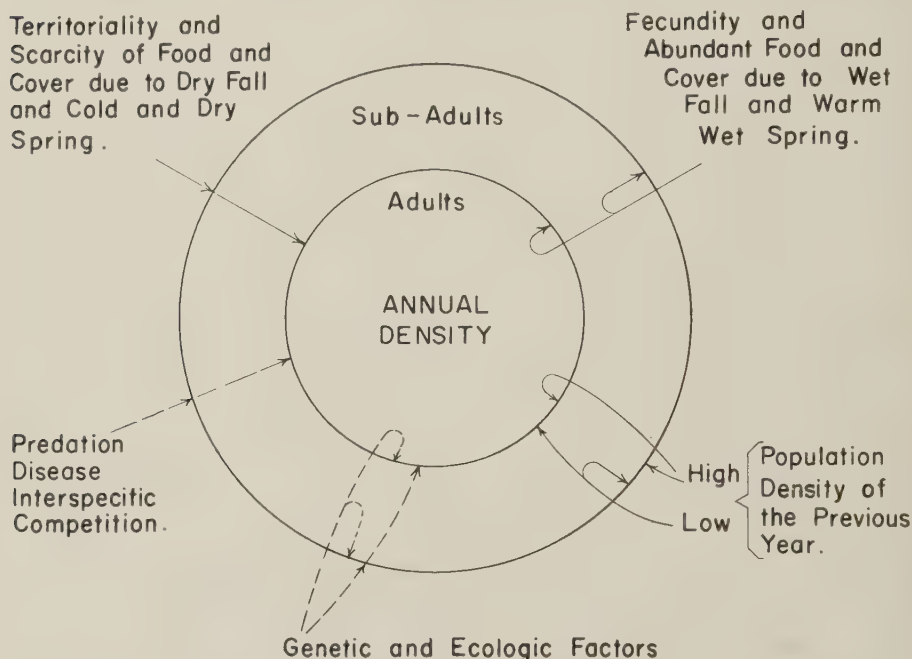 Territoriality and
Scarcity of Food and
Cover due to Dry Fall
and Cold and Dry
Spring.
Fecundity and
Abundant Food and
Cover due to Wet
Fall and Warm
Wet Spring.
Sub-Adults
Adults
ANNUAL
DENSITY
Predation
Disease
Interspecific
Competition.
High
Low
Population
Density of
the Previous
Year.
Genetic and Ecologic Factors